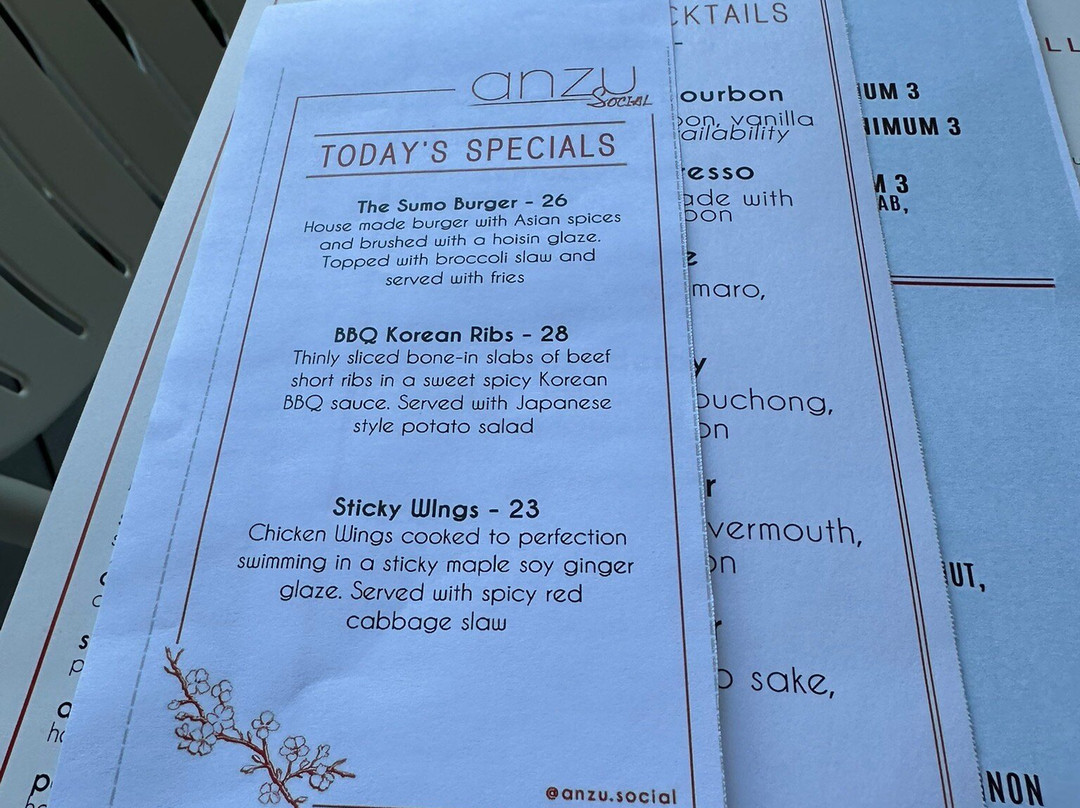 anzu
SOCIAL
TODAY'S SPECIALS
The Sumo Burger - 26
House made burger with Asian spices
and brushed with a hoisin glaze.
Topped with broccoli slaw and
served with fries
BBQ Korean Ribs - 28
Thinly sliced bone-in slabs of beef
short ribs in a sweet spicy Korean
BBQ sauce. Served with Japanese
style potato salad
Sticky WIngs - 23
Chicken Wings cooked to perfection
swimming in a sticky maple soy ginger
glaze. Served with spicy red
cabbage slaw
@anzu.social
CKTAILS
ourbon
on, vanilla
ailability
resso
ade with
oon
e
maro,
y
ouchong,
on
r
vermouth,
on
r
o sake,
UM 3
IMUM 3
M 3
AB,
UT,
NON
LL